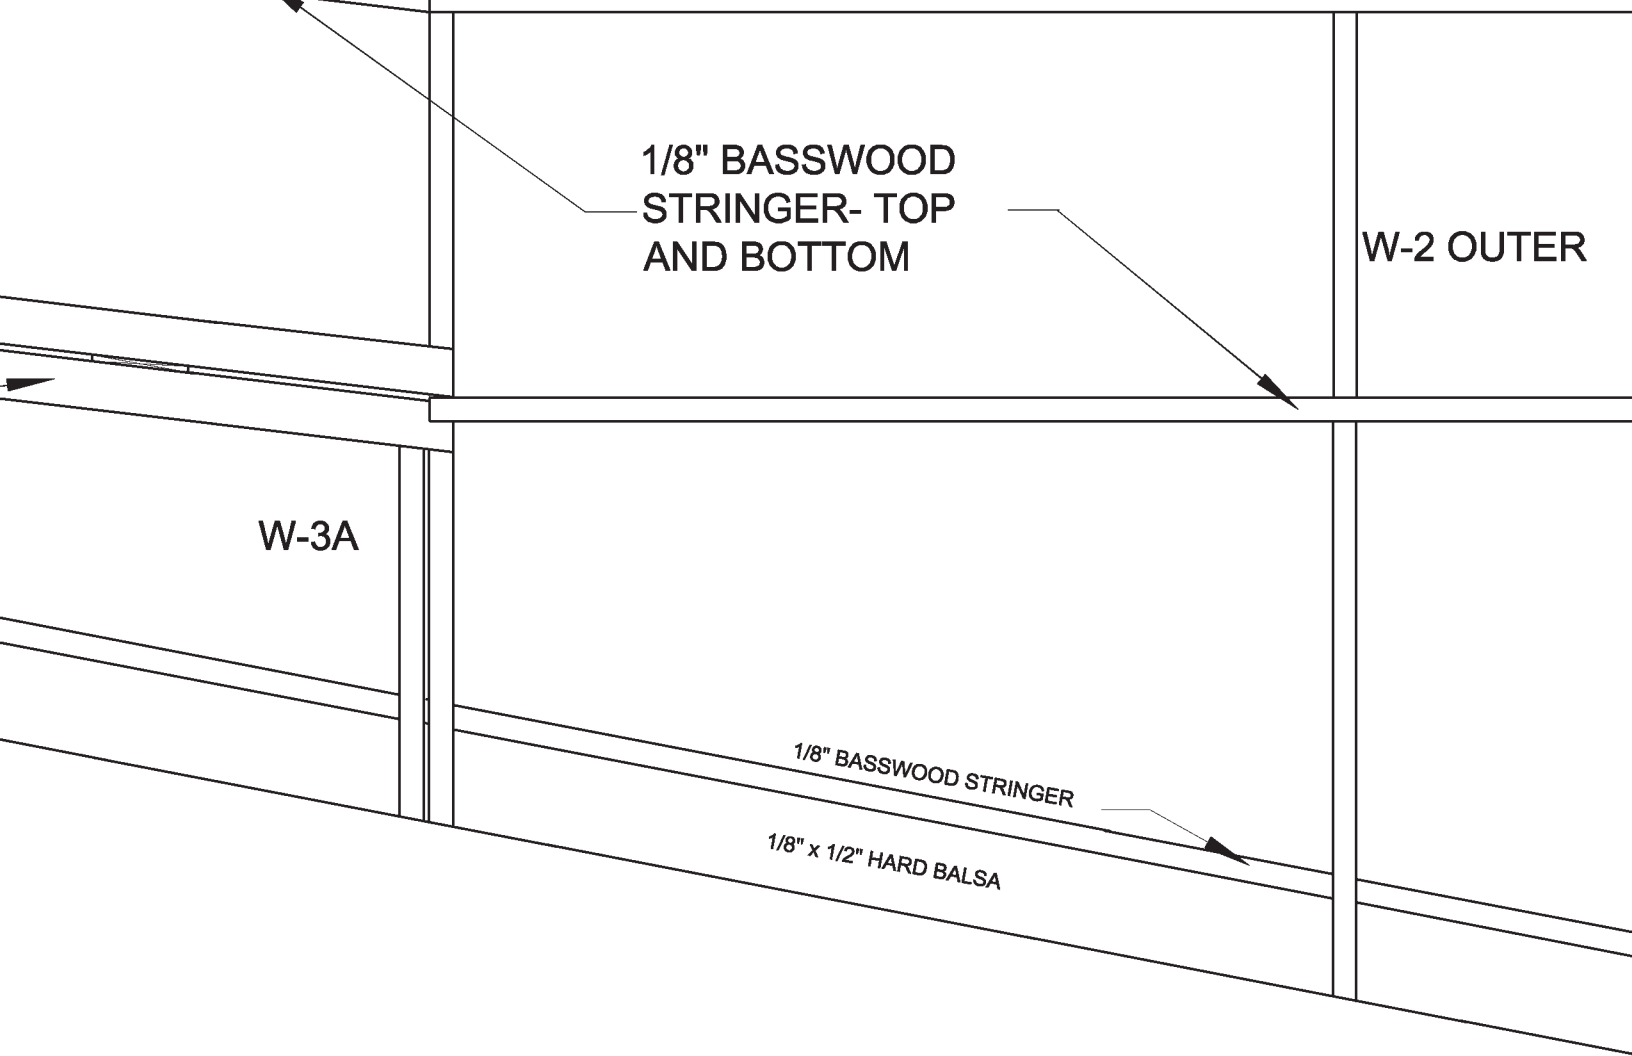 1/8" BASSWOOD
STRINGER- TOP
AND BOTTOM
W-2 OUTER
W-3A
1/8" BASSWOOD STRINGER
1/8" x 1/2" HARD BALSA